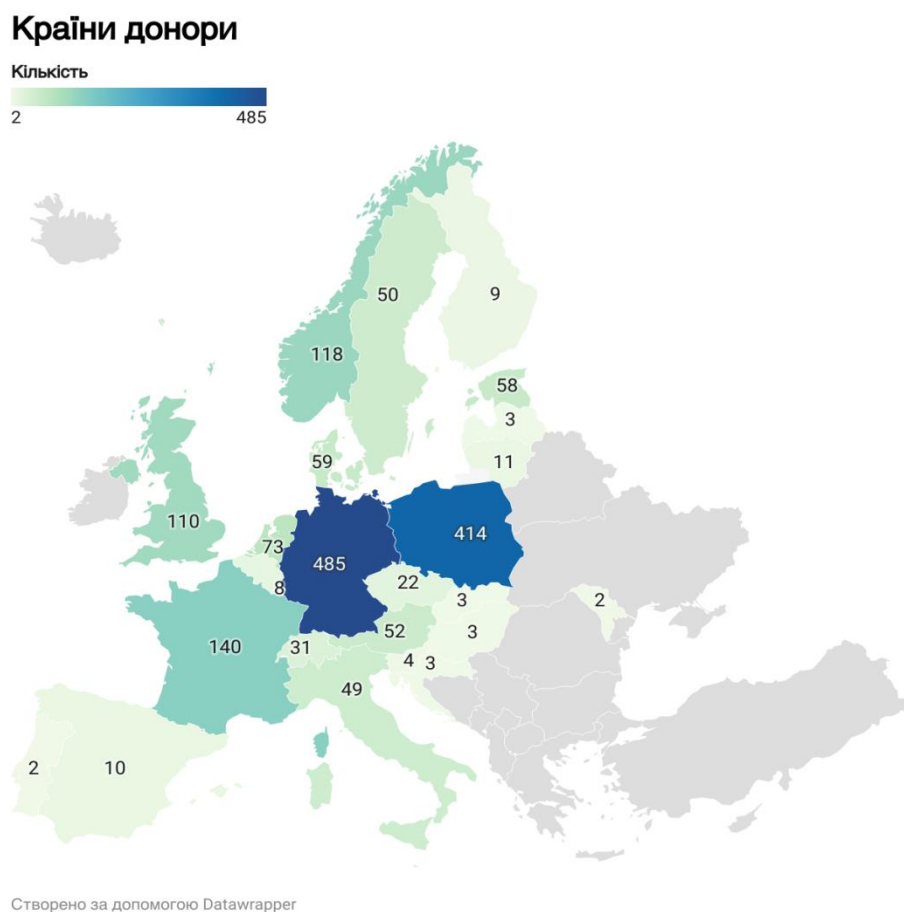 Країни донори
Кількість
2 485
50 9
118
58
3
59 11
110 73 485 414
8 22
3 2
140 31 52 3
4 3
49
2 10
Створено за допомогою Datawrapper